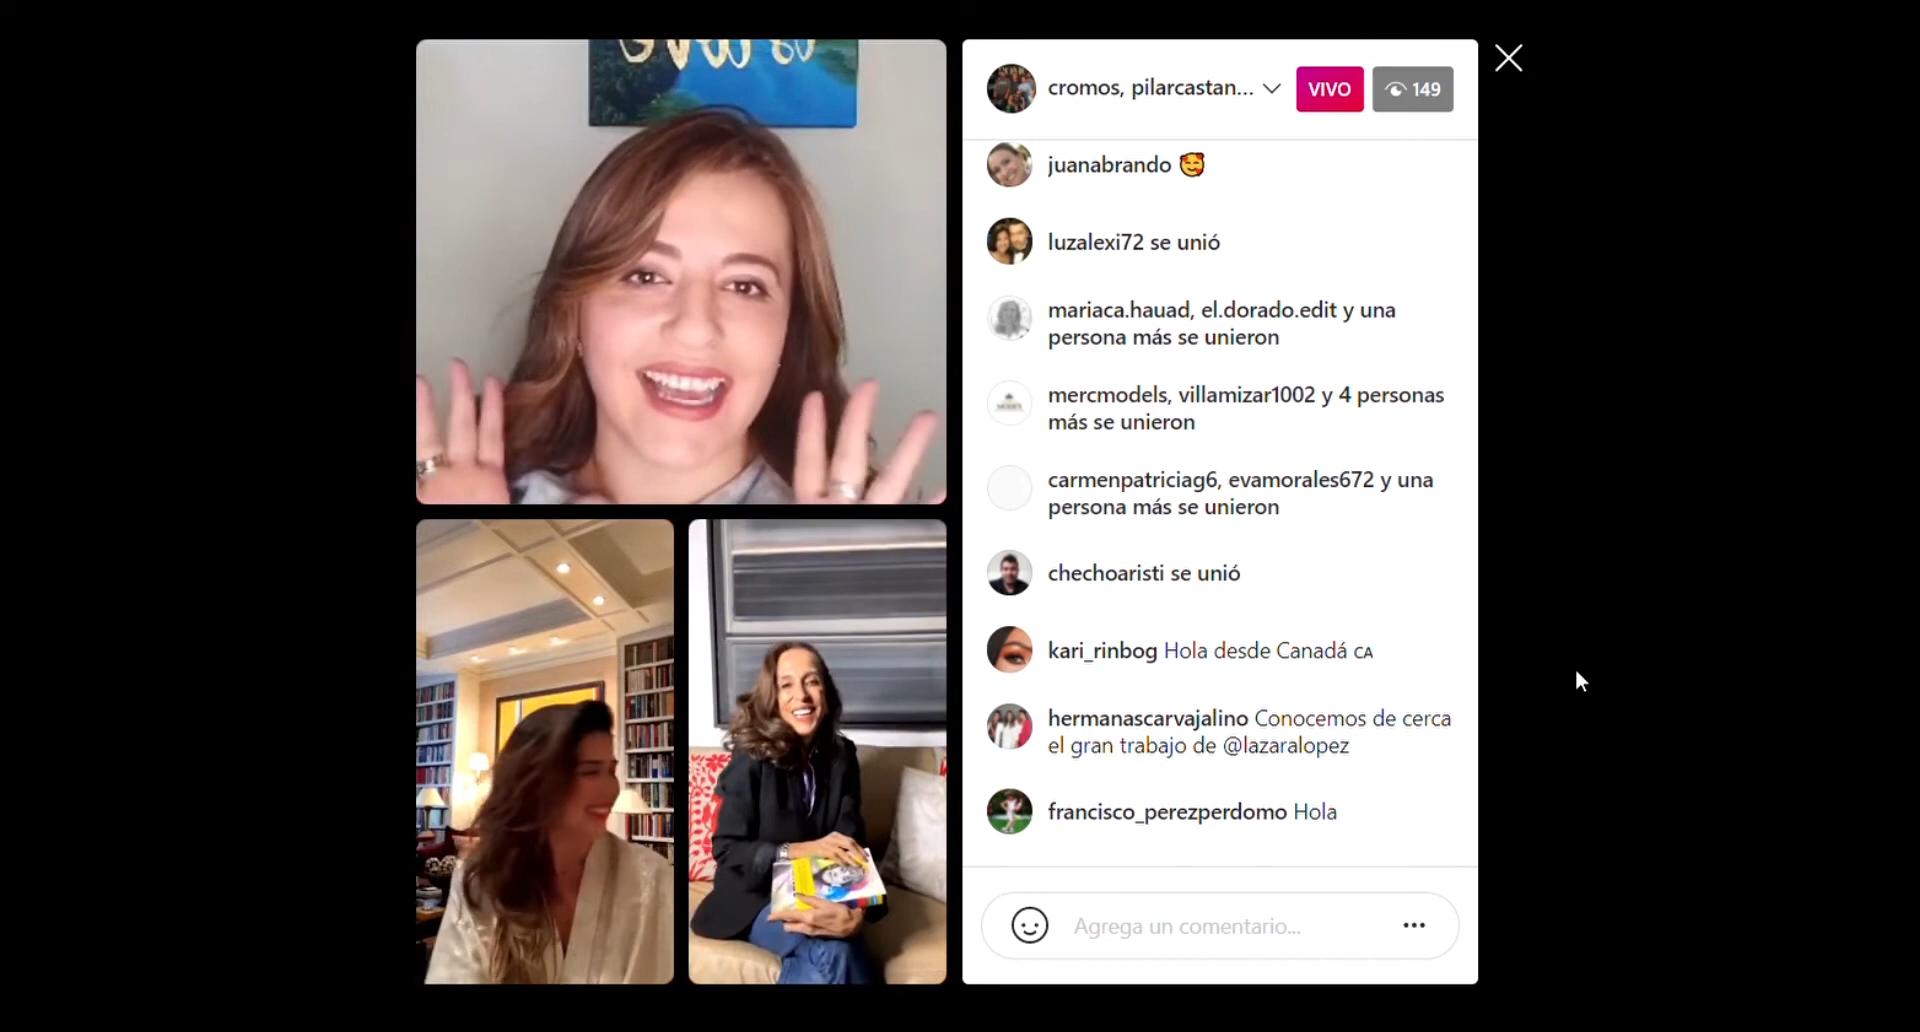 cromos, pilarcastan...
VIVO
149
juanabrando 🥰
luzalexi72 se unió
mariaca.hauad, el.dorado.edit y una
persona más se unieron
mercmodels, villamizar1002 y 4 personas
más se unieron
carmenpatriciag6, evamorales672 y una
persona más se unieron
chechoaristi se unió
kari_rinbog Hola desde Canadá CA
hermanascarvajalino Conocemos de cerca
el gran trabajo de @lazaralopez
francisco_perezperdomo Hola
Agrega un comentario...